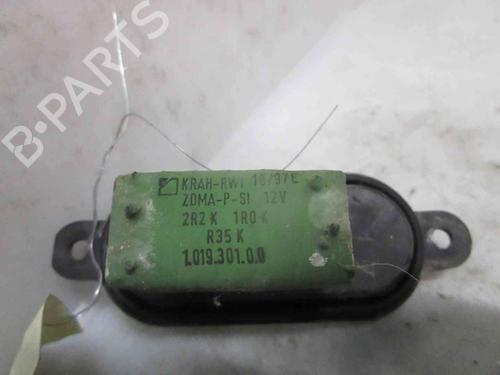 B-PARTS
KRAH-RWI 10/97E
ZDMA-P-SI 12V
2R2 K 1R0 K
R35 K
1.019.301.0.0